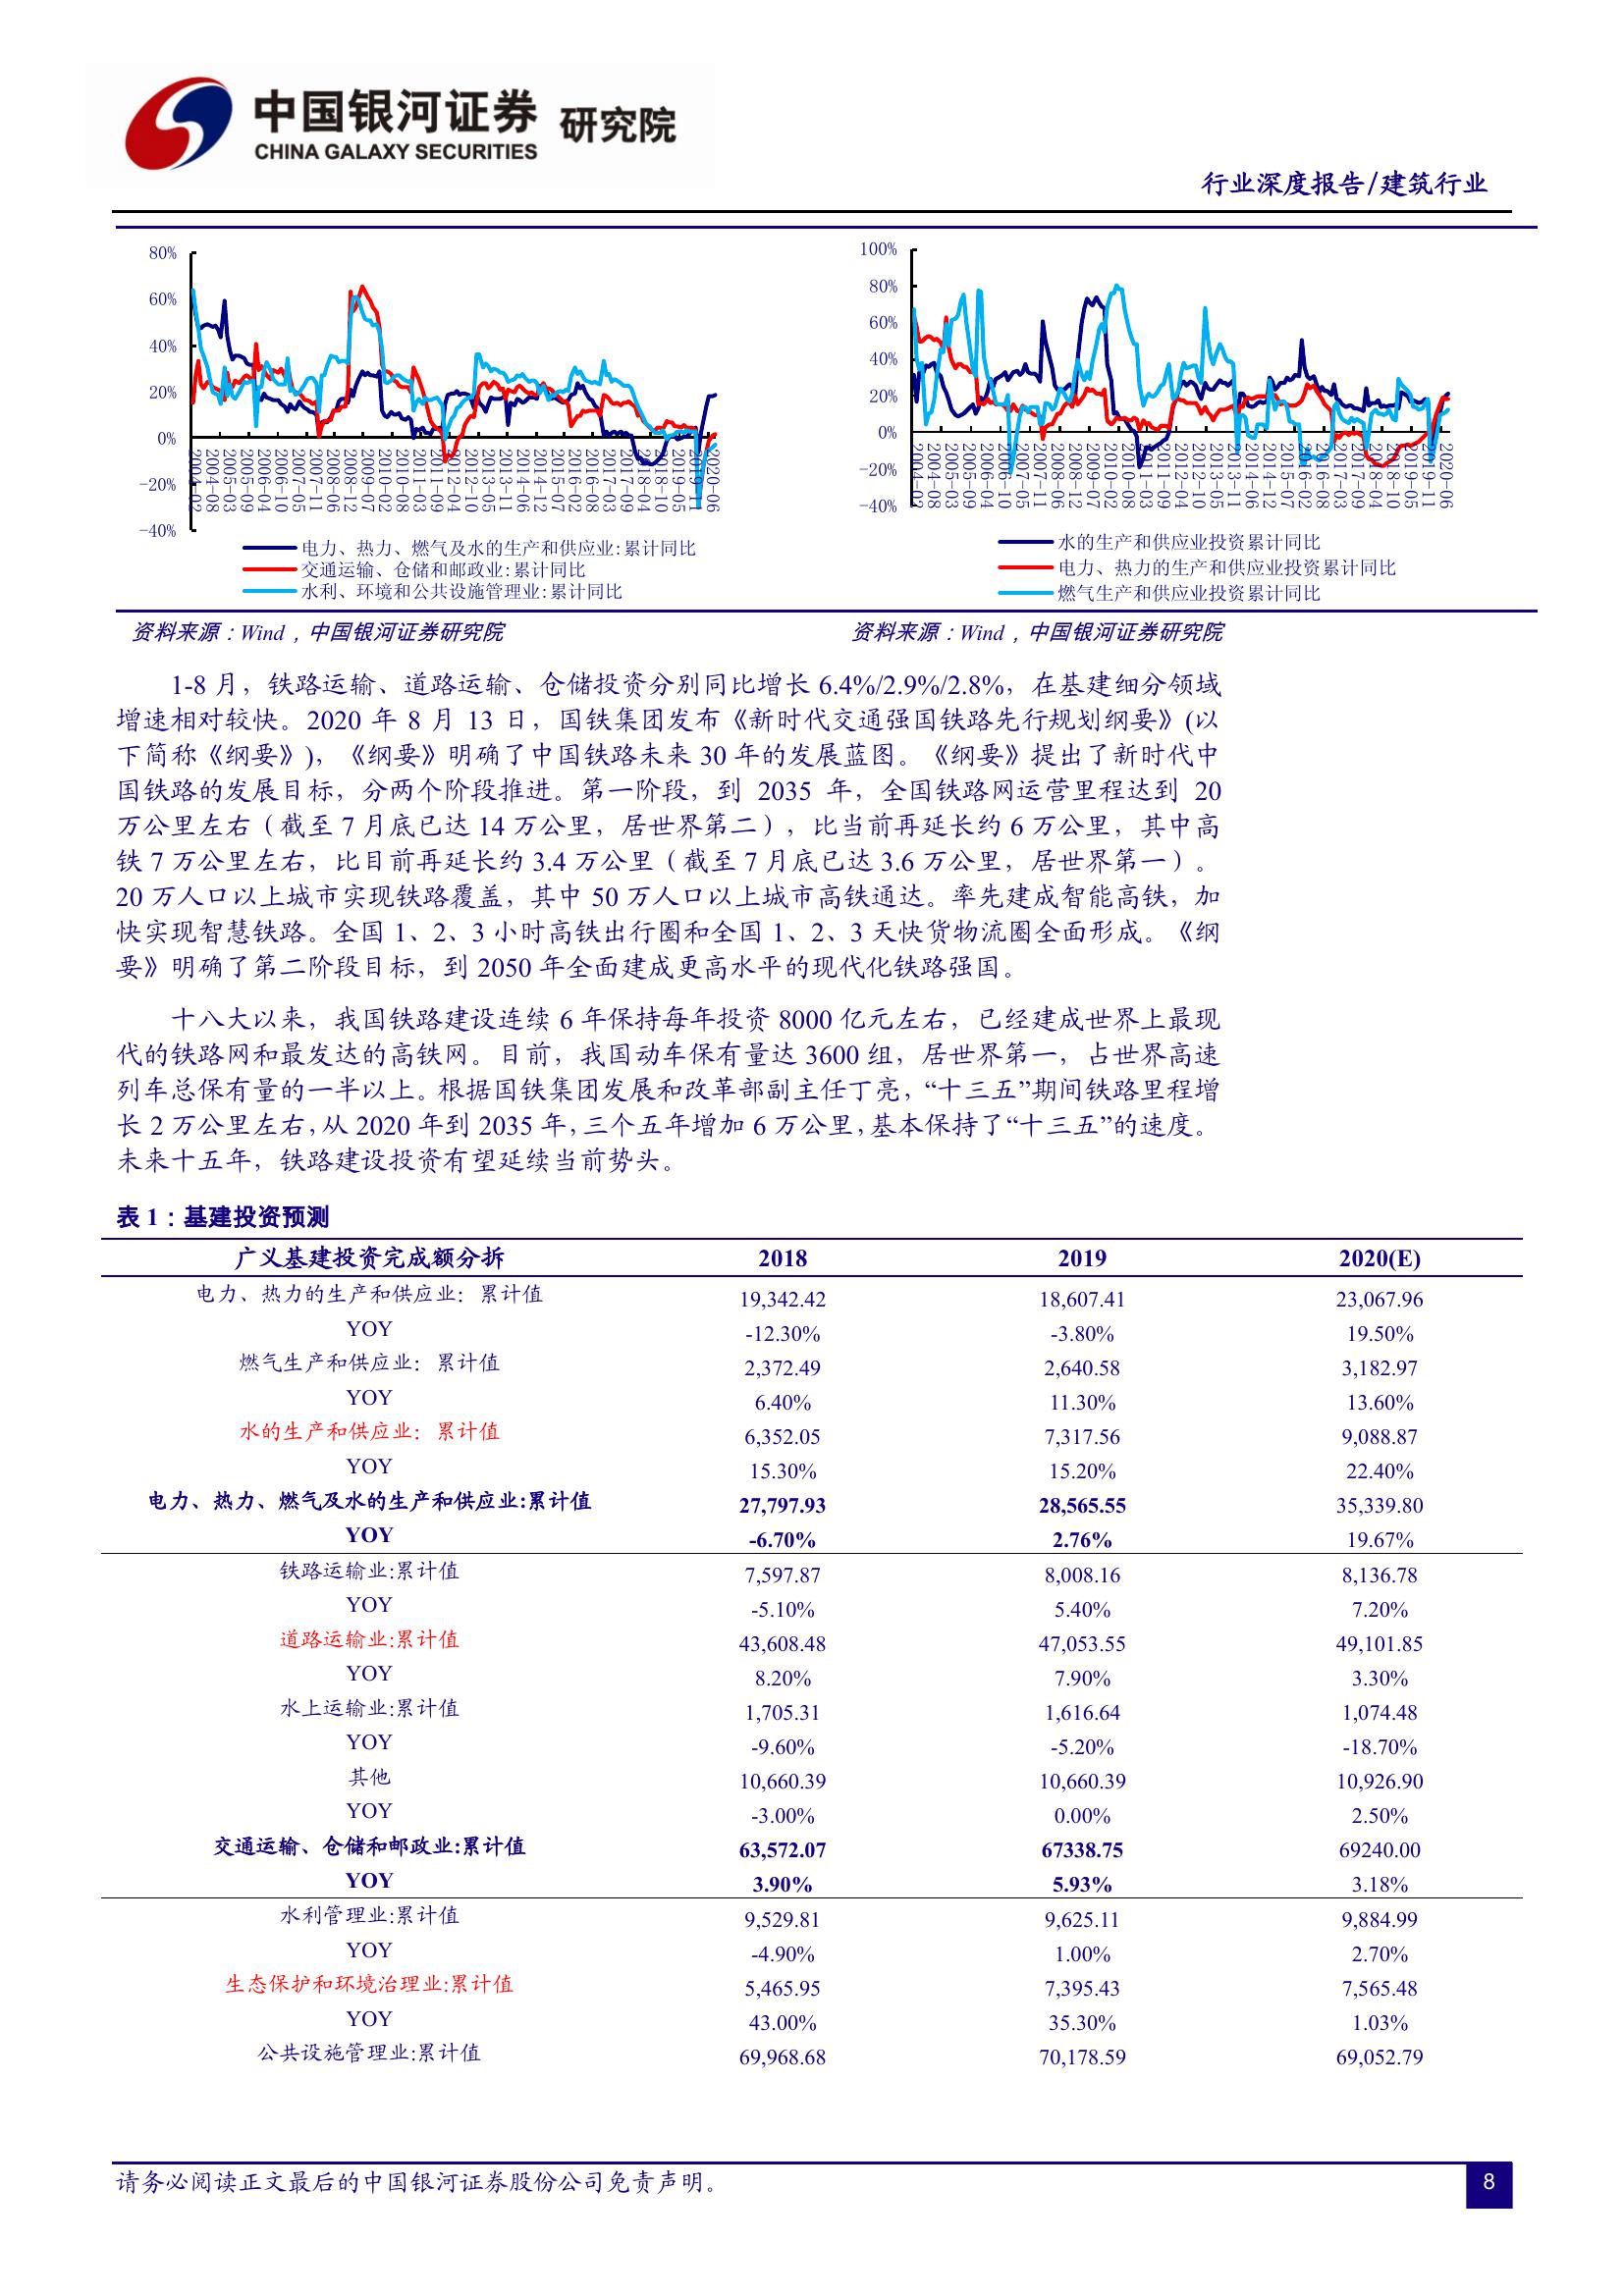 中国银河证券 研究院
CHINA GALAXY SECURITIES
行业深度报告/建筑行业
80%
60%
40%
20%
0%
-20%
-40%
2004-02 2004-08 2005-03 2005-09 2006-04 2006-10 2007-05 2007-11 2008-06 2008-12 2009-07 2010-02 2010-08 2011-03 2011-09 2012-04 2012-10 2013-05 2013-11 2014-06 2014-12 2015-07 2016-02 2016-08 2017-03 2017-09 2018-04 2018-10 2019-05 2019-11 2020-06
电力、热力、燃气及水的生产和供应业:累计同比
交通运输、仓储和邮政业:累计同比
水利、环境和公共设施管理业:累计同比
100%
80%
60%
40%
20%
0%
-20%
-40%
2004-02 2004-08 2005-03 2005-09 2006-04 2006-10 2007-05 2007-11 2008-06 2008-12 2009-07 2010-02 2010-08 2011-03 2011-09 2012-04 2012-10 2013-05 2013-11 2014-06 2014-12 2015-07 2016-02 2016-08 2017-03 2017-09 2018-04 2018-10 2019-05 2019-11 2020-06
水的生产和供应业投资累计同比
电力、热力的生产和供应业投资累计同比
燃气生产和供应业投资累计同比
资料来源：Wind，中国银河证券研究院 资料来源：Wind，中国银河证券研究院
1-8 月，铁路运输、道路运输、仓储投资分别同比增长 6.4%/2.9%/2.8%，在基建细分领域
增速相对较快。2020 年 8 月 13 日，国铁集团发布《新时代交通强国铁路先行规划纲要》(以
下简称《纲要》)，《纲要》明确了中国铁路未来 30 年的发展蓝图。《纲要》提出了新时代中
国铁路的发展目标，分两个阶段推进。第一阶段，到 2035 年，全国铁路网运营里程达到 20
万公里左右（截至 7 月底已达 14 万公里，居世界第二），比当前再延长约 6 万公里，其中高
铁 7 万公里左右，比目前再延长约 3.4 万公里（截至 7 月底已达 3.6 万公里，居世界第一）。
20 万人口以上城市实现铁路覆盖，其中 50 万人口以上城市高铁通达。率先建成智能高铁，加
快实现智慧铁路。全国 1、2、3 小时高铁出行圈和全国 1、2、3 天快货物流圈全面形成。《纲
要》明确了第二阶段目标，到 2050 年全面建成更高水平的现代化铁路强国。
十八大以来，我国铁路建设连续 6 年保持每年投资 8000 亿元左右，已经建成世界上最现
代的铁路网和最发达的高铁网。目前，我国动车保有量达 3600 组，居世界第一，占世界高速
列车总保有量的一半以上。根据国铁集团发展和改革部副主任丁亮，“十三五”期间铁路里程增
长 2 万公里左右，从 2020 年到 2035 年，三个五年增加 6 万公里，基本保持了“十三五”的速度。
未来十五年，铁路建设投资有望延续当前势头。
表 1：基建投资预测
广义基建投资完成额分拆 2018 2019 2020(E)
电力、热力的生产和供应业：累计值 19,342.42 18,607.41 23,067.96
YOY -12.30% -3.80% 19.50%
燃气生产和供应业：累计值 2,372.49 2,640.58 3,182.97
YOY 6.40% 11.30% 13.60%
水的生产和供应业：累计值 6,352.05 7,317.56 9,088.87
YOY 15.30% 15.20% 22.40%
电力、热力、燃气及水的生产和供应业:累计值 27,797.93 28,565.55 35,339.80
YOY -6.70% 2.76% 19.67%
铁路运输业:累计值 7,597.87 8,008.16 8,136.78
YOY -5.10% 5.40% 7.20%
道路运输业:累计值 43,608.48 47,053.55 49,101.85
YOY 8.20% 7.90% 3.30%
水上运输业:累计值 1,705.31 1,616.64 1,074.48
YOY -9.60% -5.20% -18.70%
其他 10,660.39 10,660.39 10,926.90
YOY -3.00% 0.00% 2.50%
交通运输、仓储和邮政业:累计值 63,572.07 67338.75 69240.00
YOY 3.90% 5.93% 3.18%
水利管理业:累计值 9,529.81 9,625.11 9,884.99
YOY -4.90% 1.00% 2.70%
生态保护和环境治理业:累计值 5,465.95 7,395.43 7,565.48
YOY 43.00% 35.30% 1.03%
公共设施管理业:累计值 69,968.68 70,178.59 69,052.79
请务必阅读正文最后的中国银河证券股份公司免责声明。
8